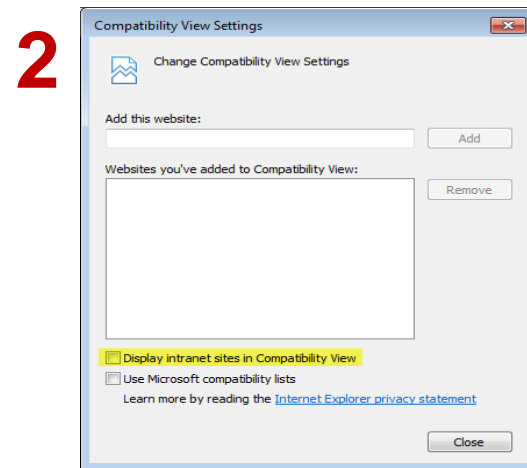 2
Compatibility View Settings
Change Compatibility View Settings
Add this website:
Add
Websites you've added to Compatibility View:
Remove
Display intranet sites in Compatibility View
Use Microsoft compatibility lists
Learn more by reading the Internet Explorer privacy statement
Close